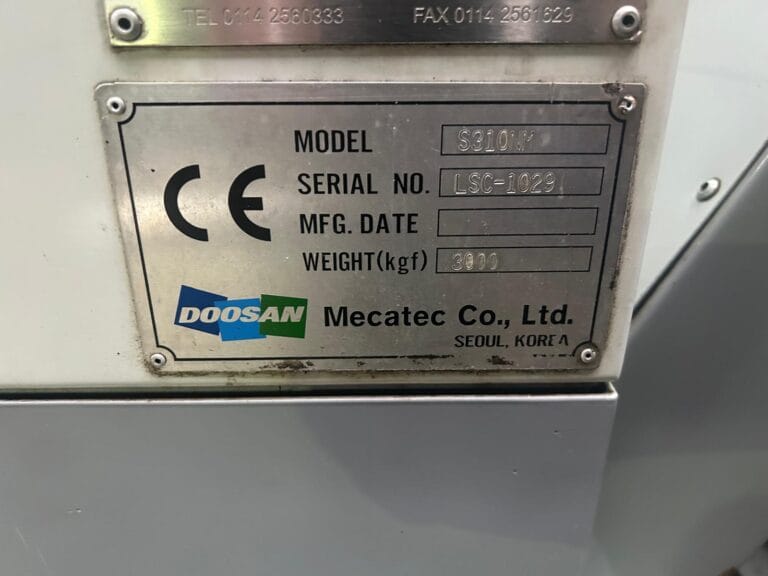 TEL 0114 2560333 FAX 0114 2561629
CE
MODEL S310NM
SERIAL NO. LSC-1029
MFG. DATE
WEIGHT(kgf) 3000
DOOSAN Mecatec Co., Ltd.
SEOUL, KOREA